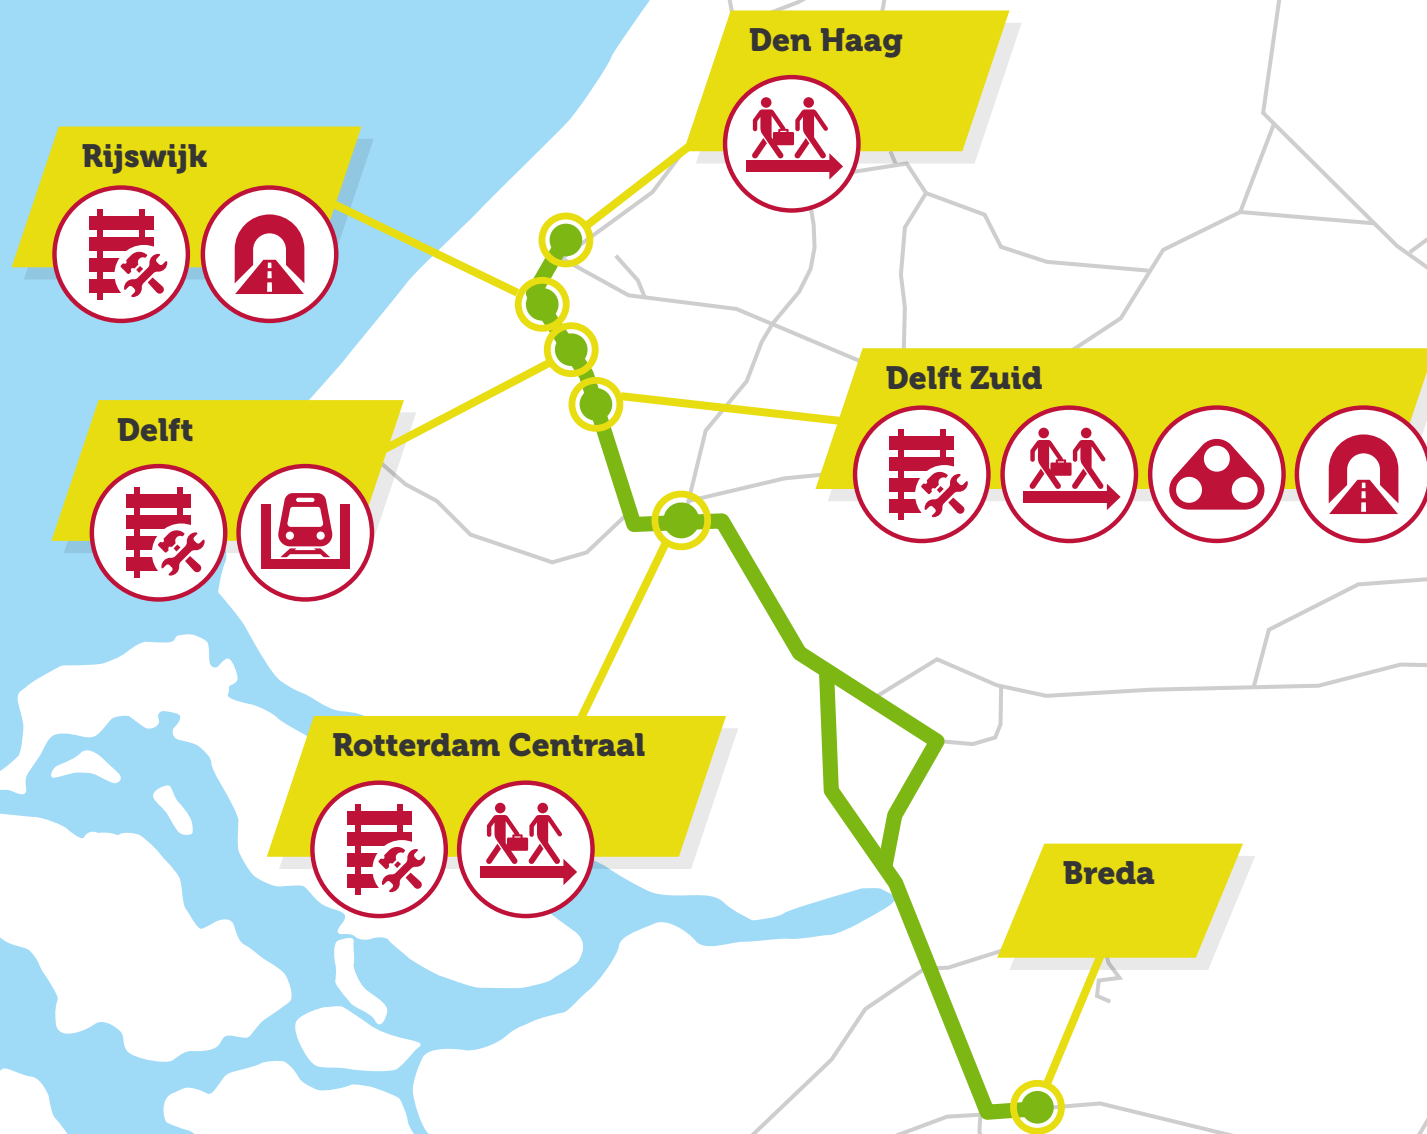 Den Haag
Rijswijk
Delft Zuid
Delft
Rotterdam Centraal
Breda